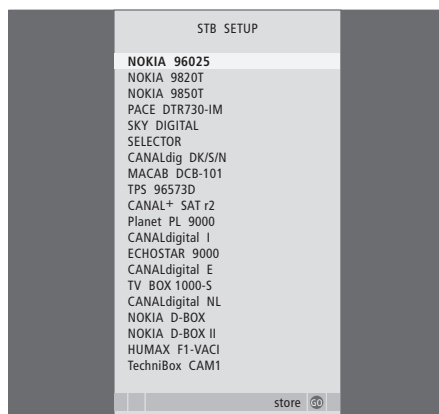 STB SETUP
NOKIA 96025
NOKIA 9820T
NOKIA 9850T
PACE DTR730-IM
SKY DIGITAL
SELECTOR
CANALdig DK/S/N
MACAB DCB-101
TPS 96573D
CANAL+ SAT r2
Planet PL 9000
CANALdigital I
ECHOSTAR 9000
CANALdigital E
TV BOX 1000-S
CANALdigital NL
NOKIA D-BOX
NOKIA D-BOX II
HUMAX F1-VACI
TechniBox CAM1
store GO